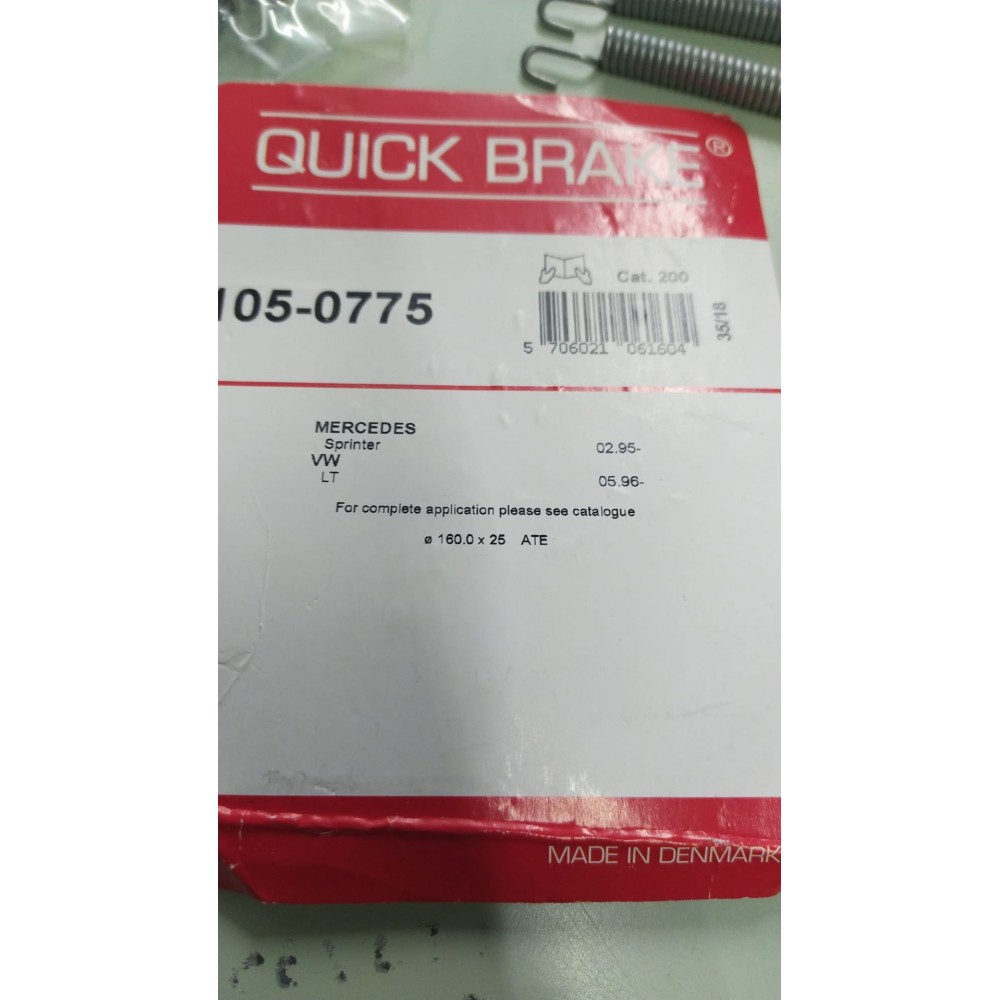 QUICK BRAKE®
105-0775
Cat. 200
5 706021 061604
35/18
MERCEDES
Sprinter 02.95-
VW
LT 05.96-
For complete application please see catalogue
ø 160.0 x 25 ATE
MADE IN DENMARK